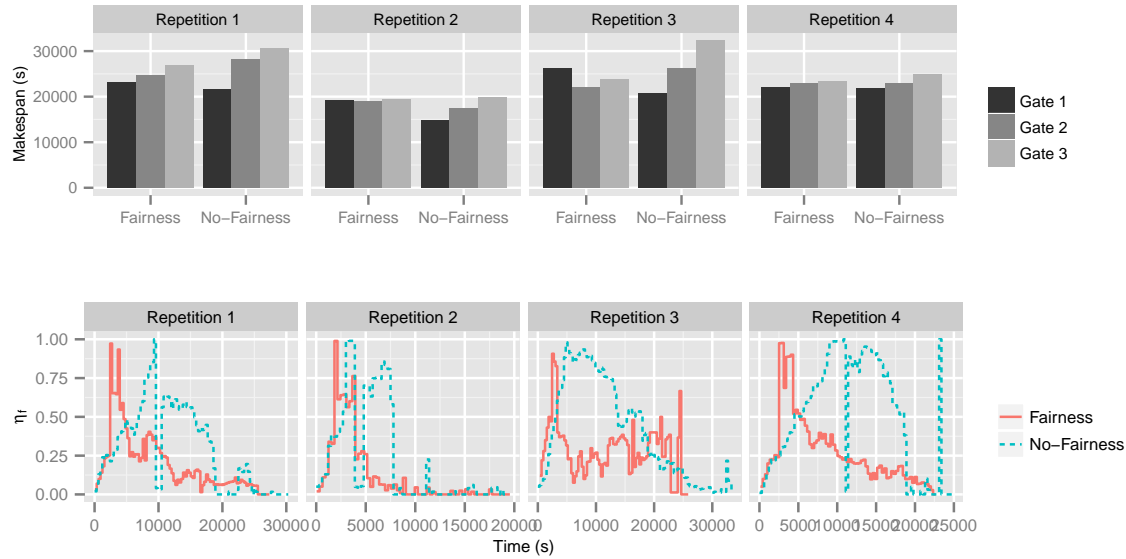 Repetition 1 Repetition 2 Repetition 3 Repetition 4
Makespan (s)
30000
20000
10000
0
Fairness No−Fairness Fairness No−Fairness Fairness No−Fairness Fairness No−Fairness
Gate 1
Gate 2
Gate 3
Repetition 1 Repetition 2 Repetition 3 Repetition 4
ηf
1.00
0.75
0.50
0.25
0.00
0 10000 20000 30000 0 5000 10000 15000 20000 0 10000 20000 30000 0 5000 10000 15000 20000 25000
Time (s)
Fairness
No−Fairness